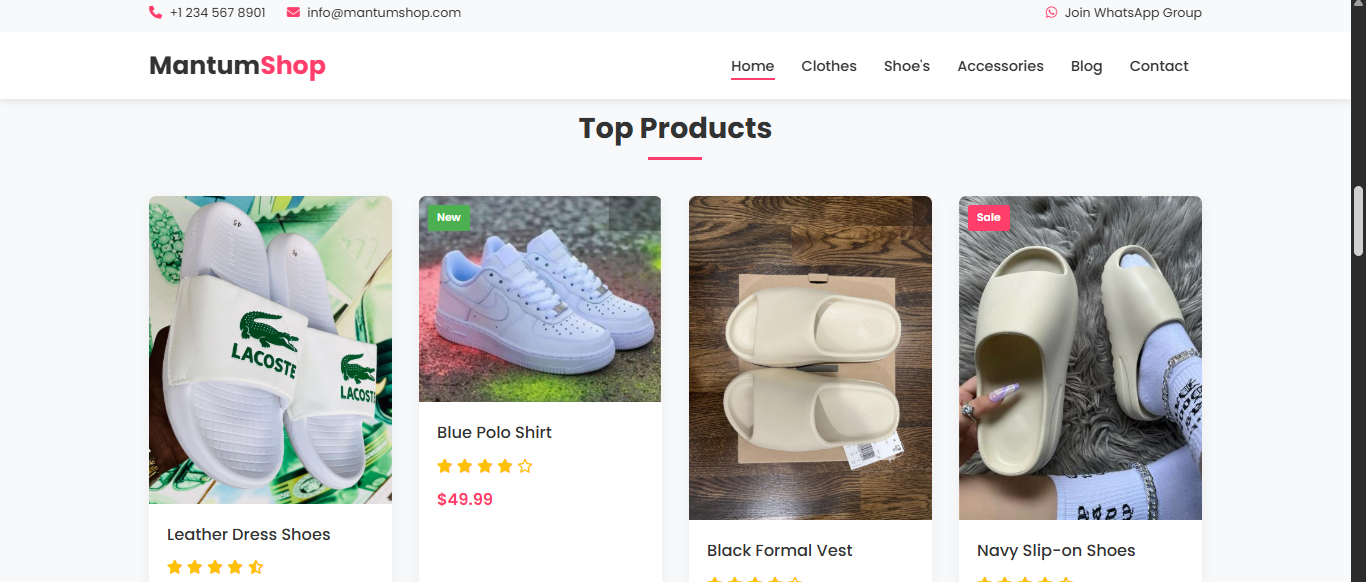 +1 234 567 8901 info@mantumshop.com Join WhatsApp Group
MantumShop Home Clothes Shoe's Accessories Blog Contact
Top Products
New
Sale
LACOSTE
LACOSTE
Blue Polo Shirt
$49.99
Leather Dress Shoes
Black Formal Vest
Navy Slip-on Shoes